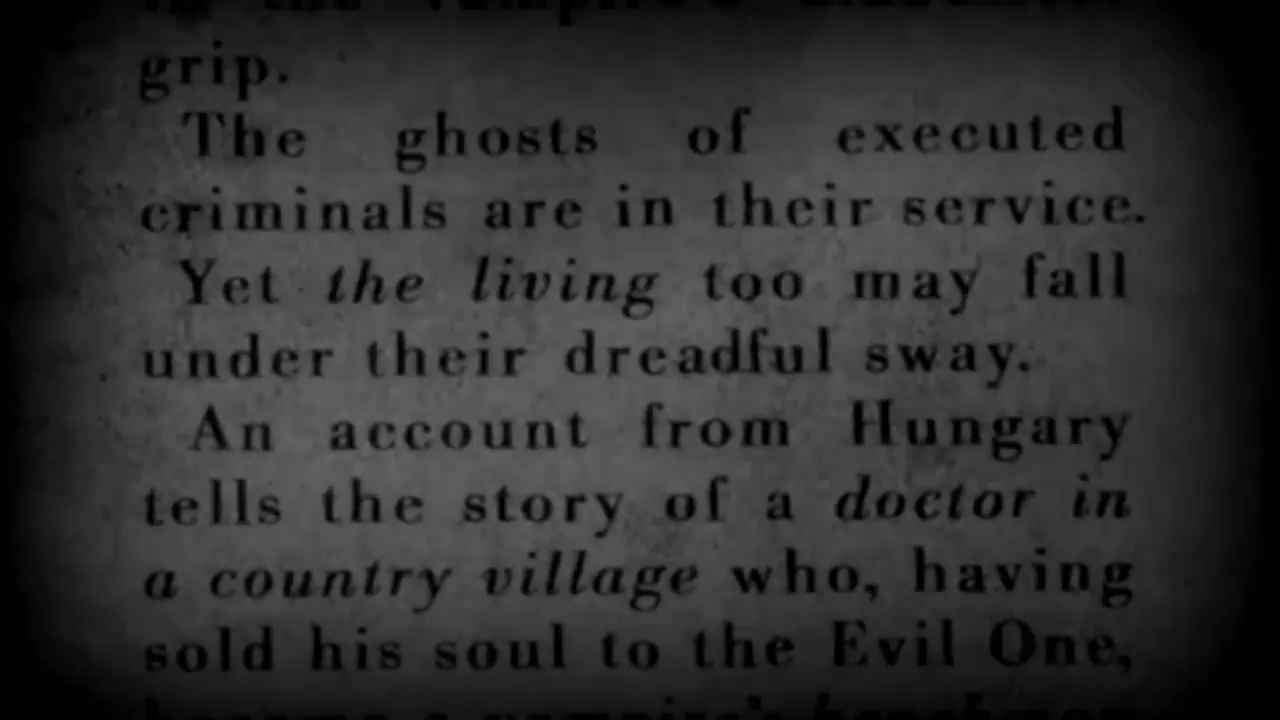 grip.
The ghosts of executed
criminals are in their service.
Yet the living too may fall
under their dreadful sway.
An account from Hungary
tells the story of a doctor in
a country village who, having
sold his soul to the Evil One,